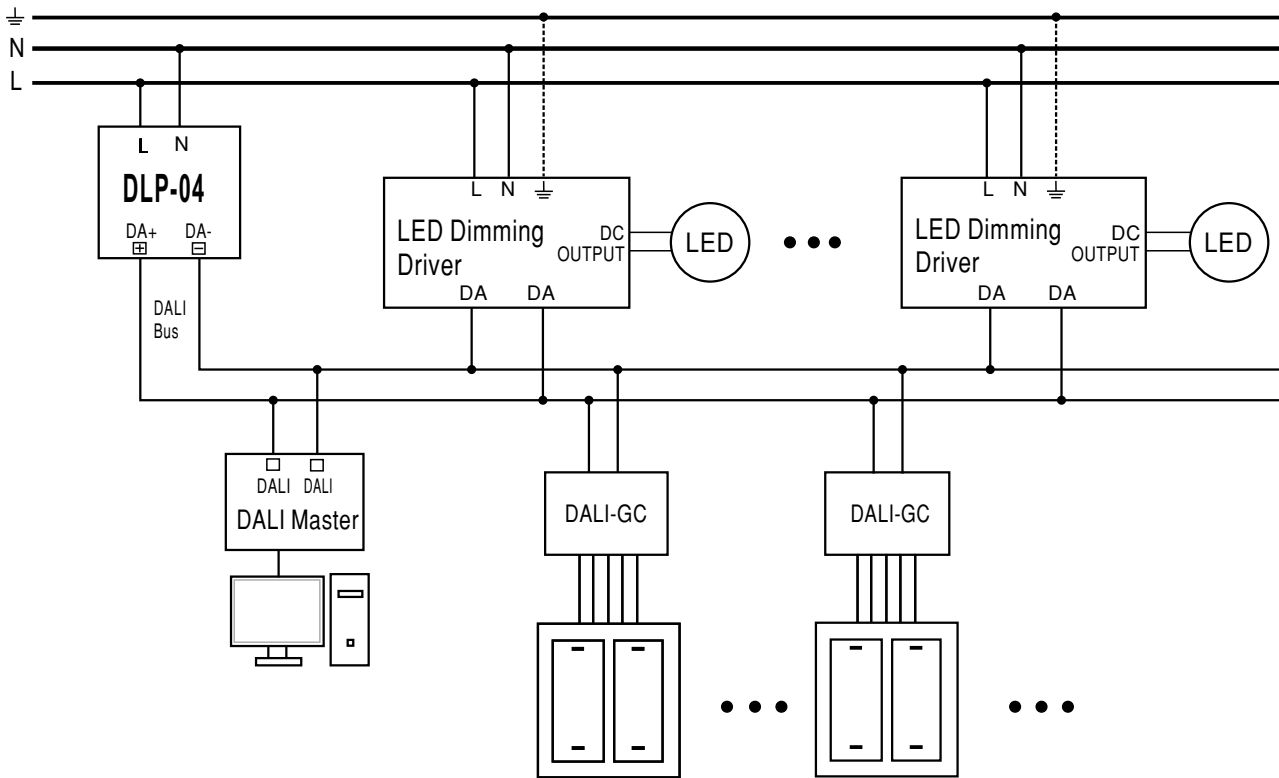 N
L
L N
DLP-04
DA+ DA-
DALI
Bus
L N
LED Dimming
Driver
DC
OUTPUT
DA DA
LED
L N
LED Dimming
Driver
DC
OUTPUT
DA DA
LED
DALI DALI
DALI Master
DALI-GC
DALI-GC